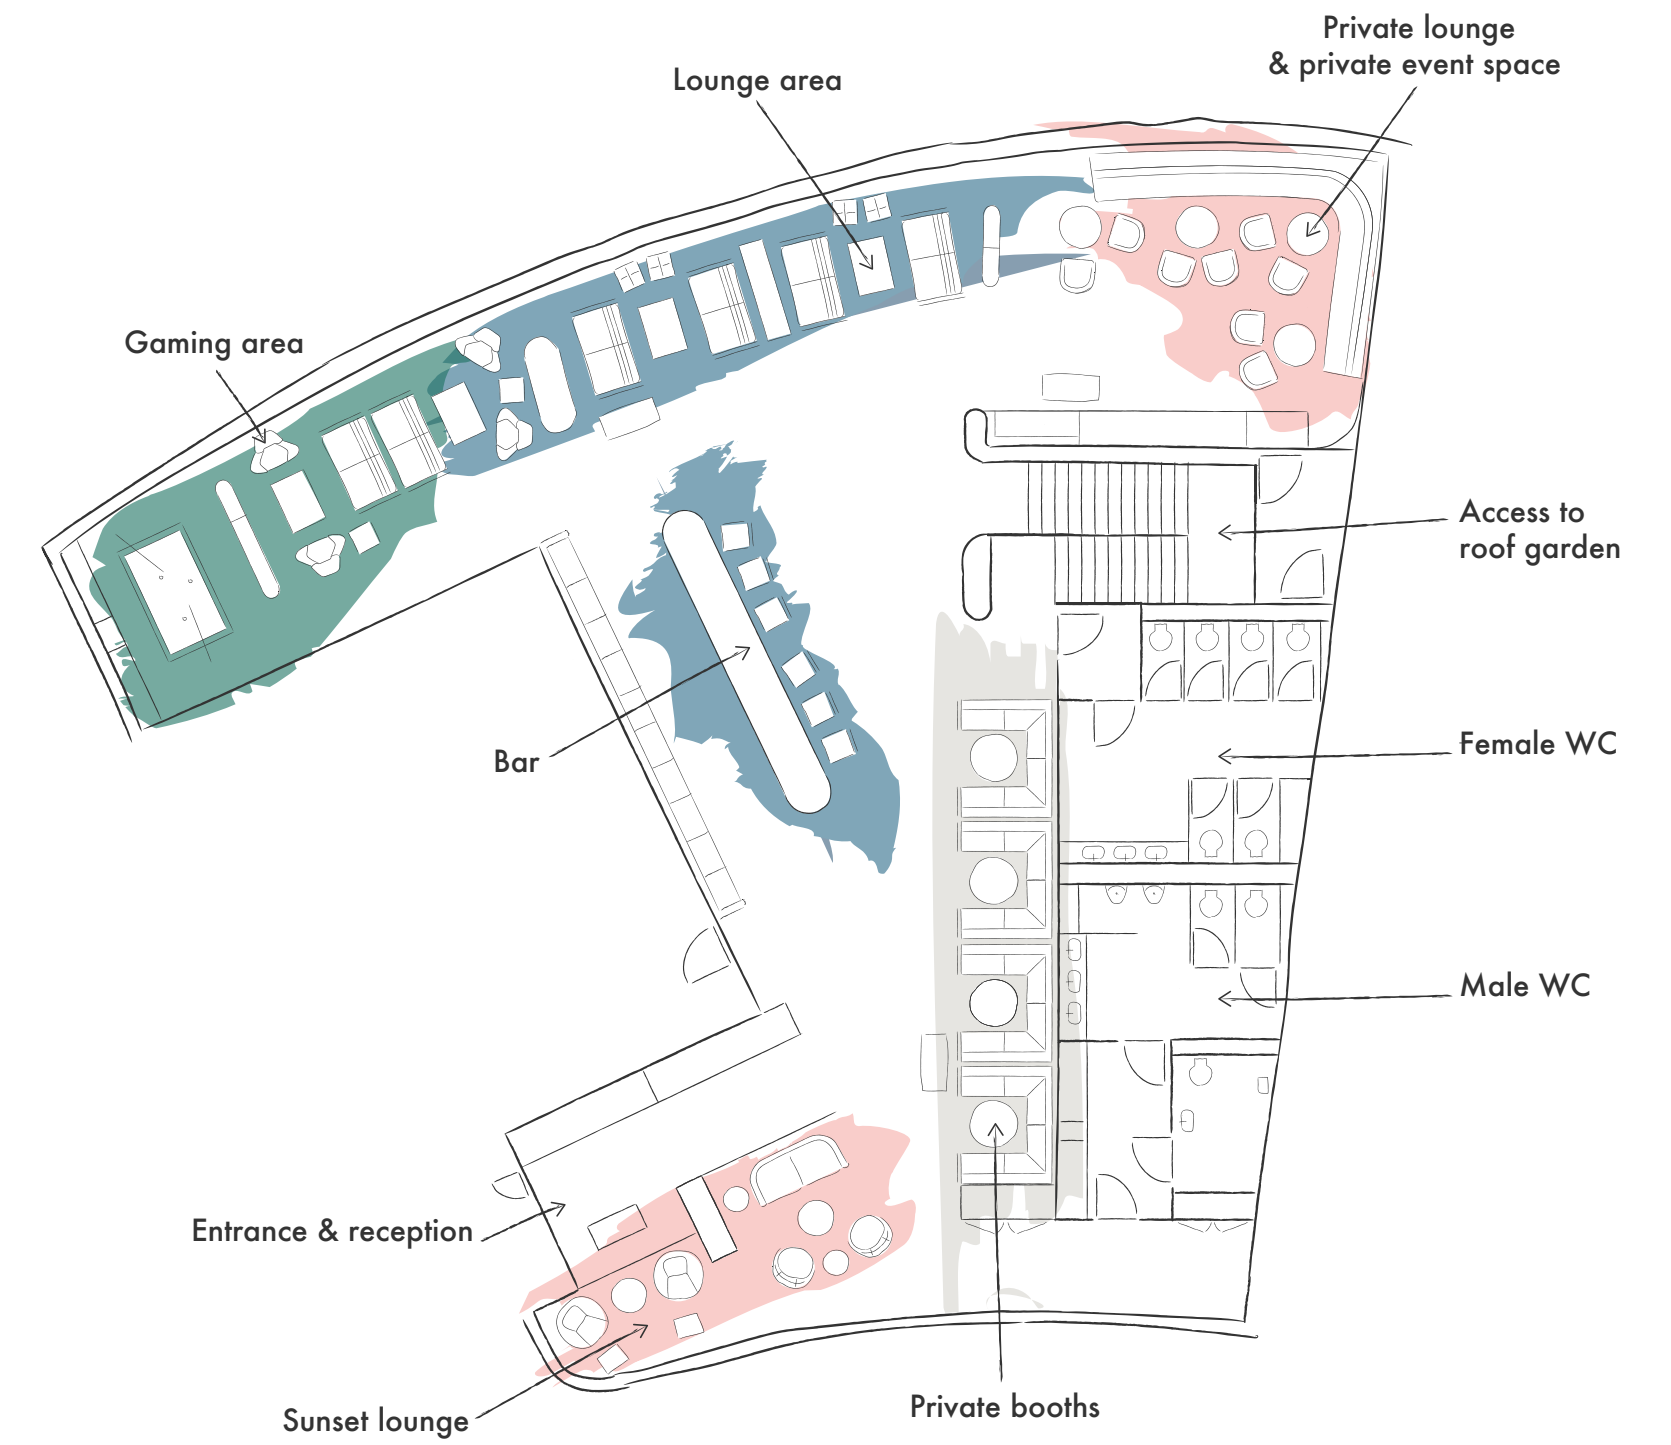 Private lounge
& private event space
Lounge area
Gaming area
Access to
roof garden
Bar
Female WC
Male WC
Entrance & reception
Private booths
Sunset lounge